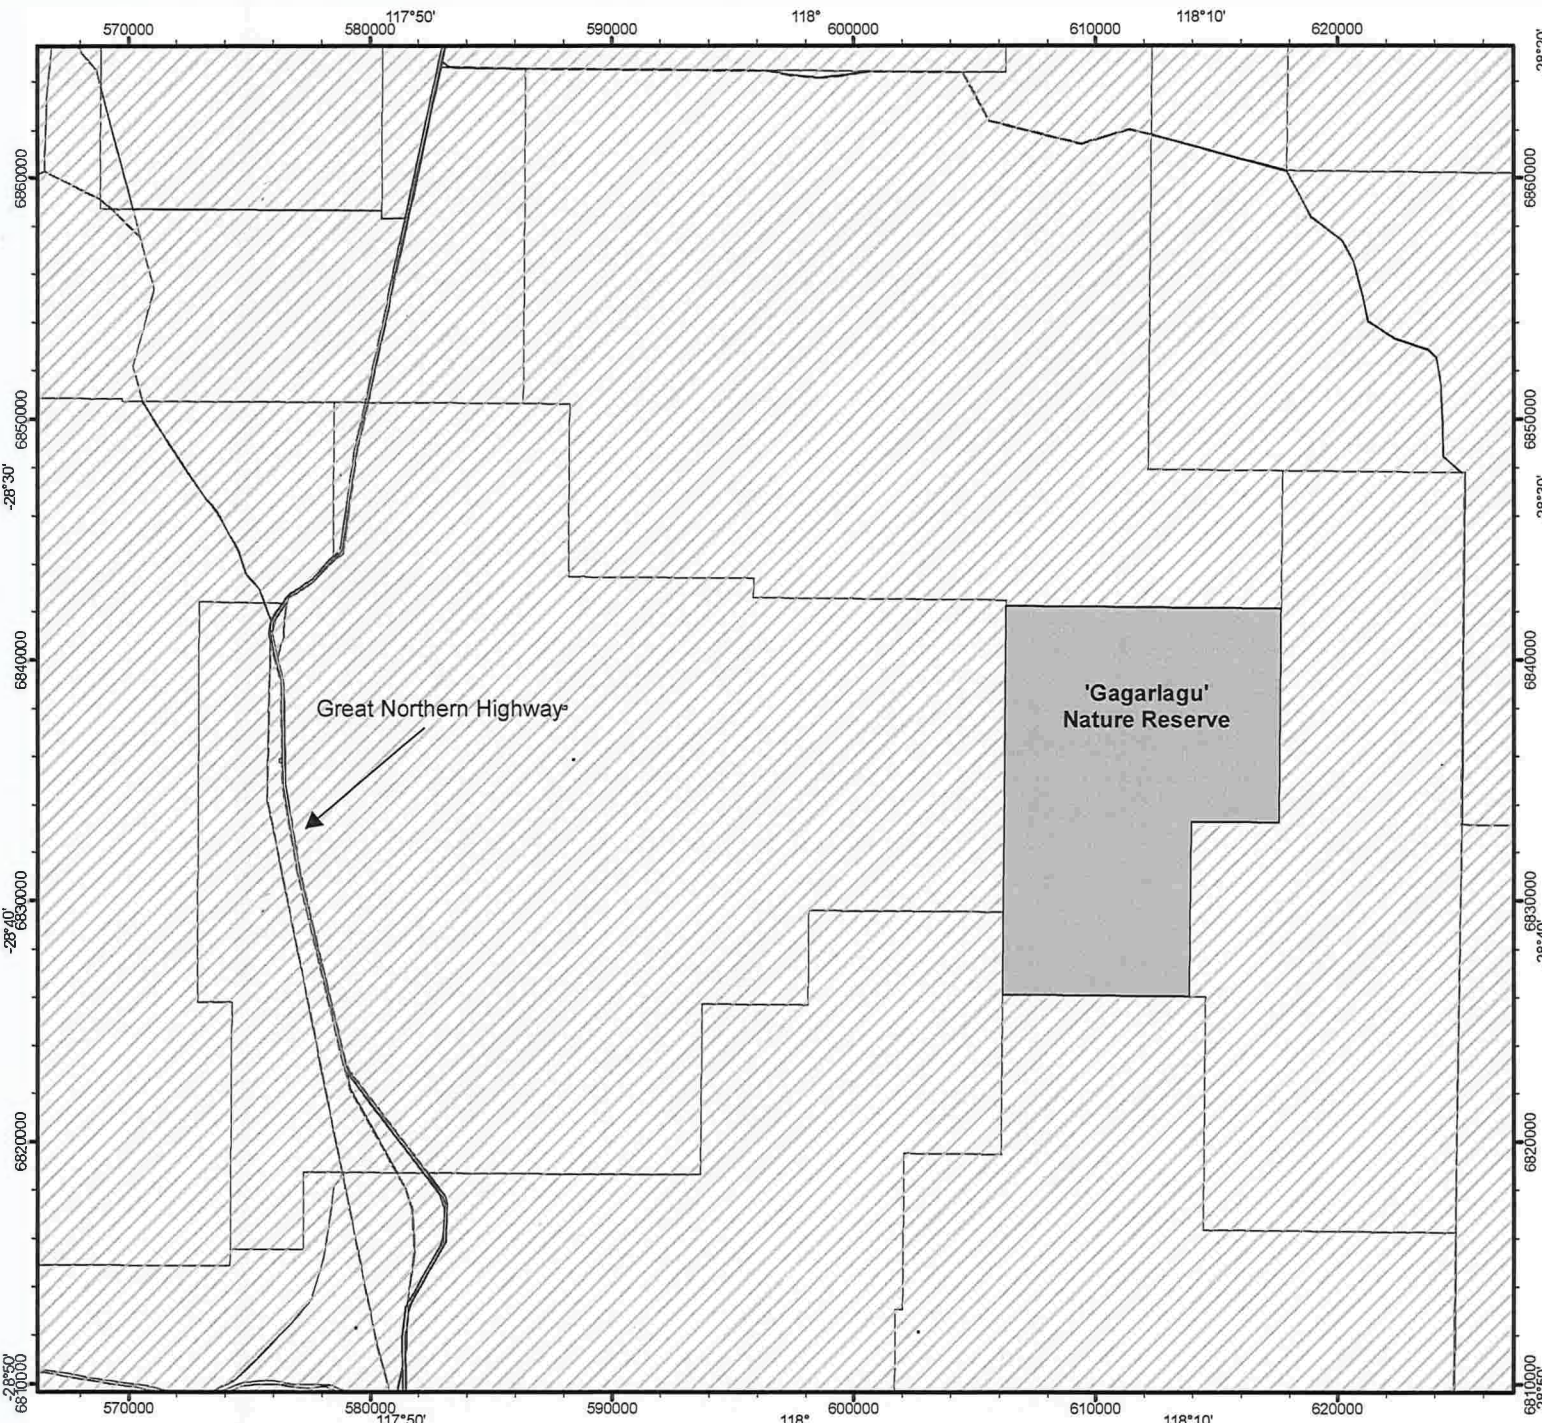 117°50' 118° 118°10'
570000 580000 590000 600000 610000 620000
6860000 6860000
6850000 6850000
-28°30'
6840000 6840000
'Gagarlagu'
Nature Reserve
Great Northern Highway
6830000 6830000
-28°40'
6820000 6820000
-28°50'
6810000 6810000
570000 580000 590000 600000 610000 620000
117°50' 118° 118°10'